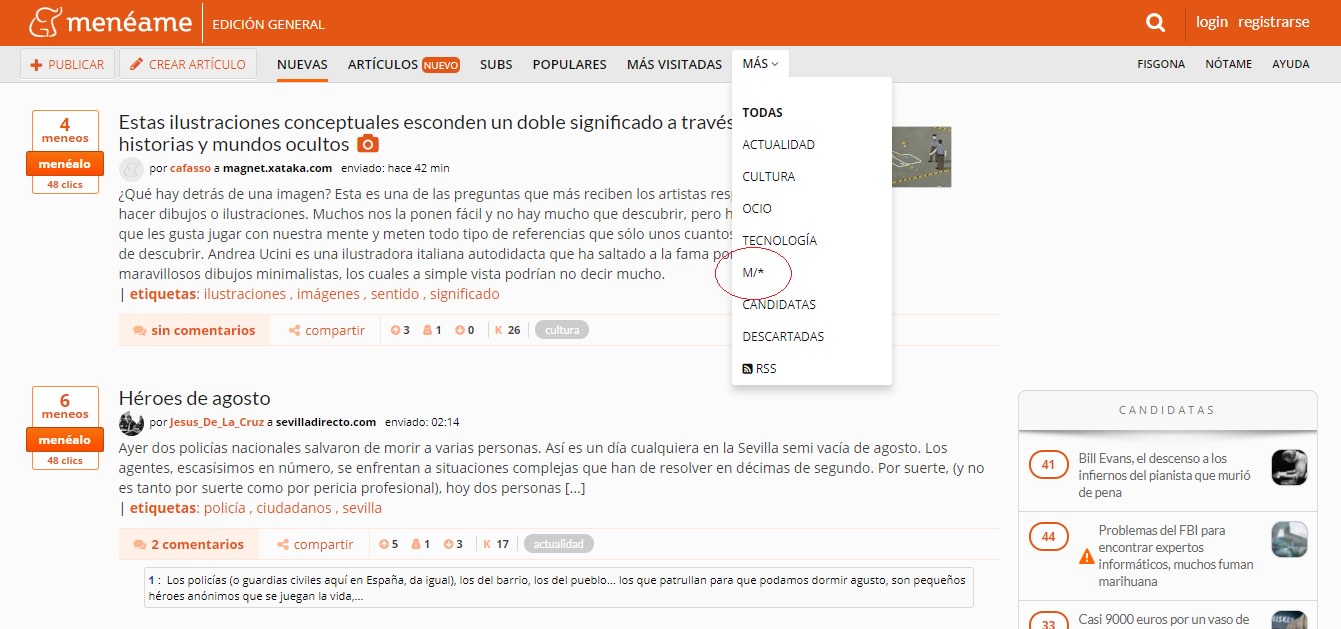 menéame EDICIÓN GENERAL login registrarse
PUBLICAR CREAR ARTÍCULO NUEVAS ARTÍCULOS NUEVO SUBS POPULARES MÁS VISITADAS MÁS FISGONA NÓTAME AYUDA
TODAS
ACTUALIDAD
CULTURA
OCIO
TECNOLOGÍA
M/*
CANDIDATAS
DESCARTADAS
RSS
4
meneos
menéalo
48 clics
Estas ilustraciones conceptuales esconden un doble significado a través
historias y mundos ocultos
por cafasso a magnet.xataka.com enviado: hace 42 min
¿Qué hay detrás de una imagen? Esta es una de las preguntas que más reciben los artistas
hacer dibujos o ilustraciones. Muchos nos la ponen fácil y no hay mucho que descubrir, pero
que les gusta jugar con nuestra mente y meten todo tipo de referencias que sólo unos cuantos
de descubrir. Andrea Ucini es una ilustradora italiana autodidacta que ha saltado a la fama
maravillosos dibujos minimalistas, los cuales a simple vista podrían no decir mucho.
| etiquetas: ilustraciones , imágenes , sentido , significado
sin comentarios compartir 3 1 0 K 26 cultura
6
meneos
menéalo
48 clics
Héroes de agosto
por Jesus_De_La_Cruz a sevilladirecto.com enviado: 02:14
Ayer dos policías nacionales salvaron de morir a varias personas. Así es un día cualquiera en la Sevilla semi vacía de agosto. Los
agentes, escasísimos en número, se enfrentan a situaciones complejas que han de resolver en décimas de segundo. Por suerte, (y no
es tanto por suerte como por pericia profesional), hoy dos personas [...]
| etiquetas: policía , ciudadanos , sevilla
2 comentarios compartir 5 1 3 K 17 actualidad
1 : Los policías (o guardias civiles aquí en España, da igual), los del barrio, los del pueblo... los que patrullan para que podamos dormir agusto, son pequeños
héroes anónimos que se juegan la vida,...
CANDIDATAS
41
Bill Evans, el descenso a los
infiernos del pianista que murió
de pena
44
Problemas del FBI para
encontrar expertos
informáticos, muchos fuman
marihuana
33
Casi 9000 euros por un vaso de